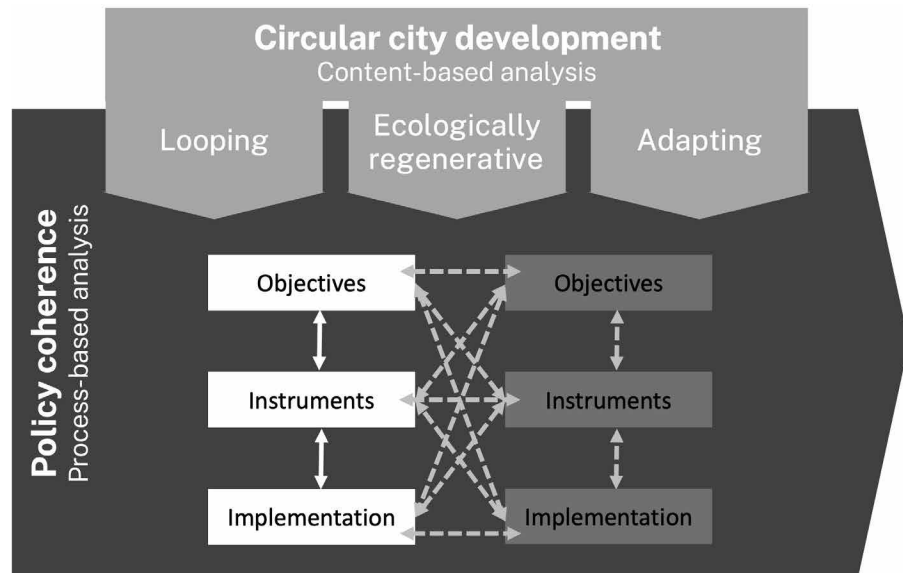 Circular city development
Content-based analysis
Looping
Ecologically
regenerative
Adapting
Policy coherence
Process-based analysis
Objectives
Objectives
Instruments
Instruments
Implementation
Implementation